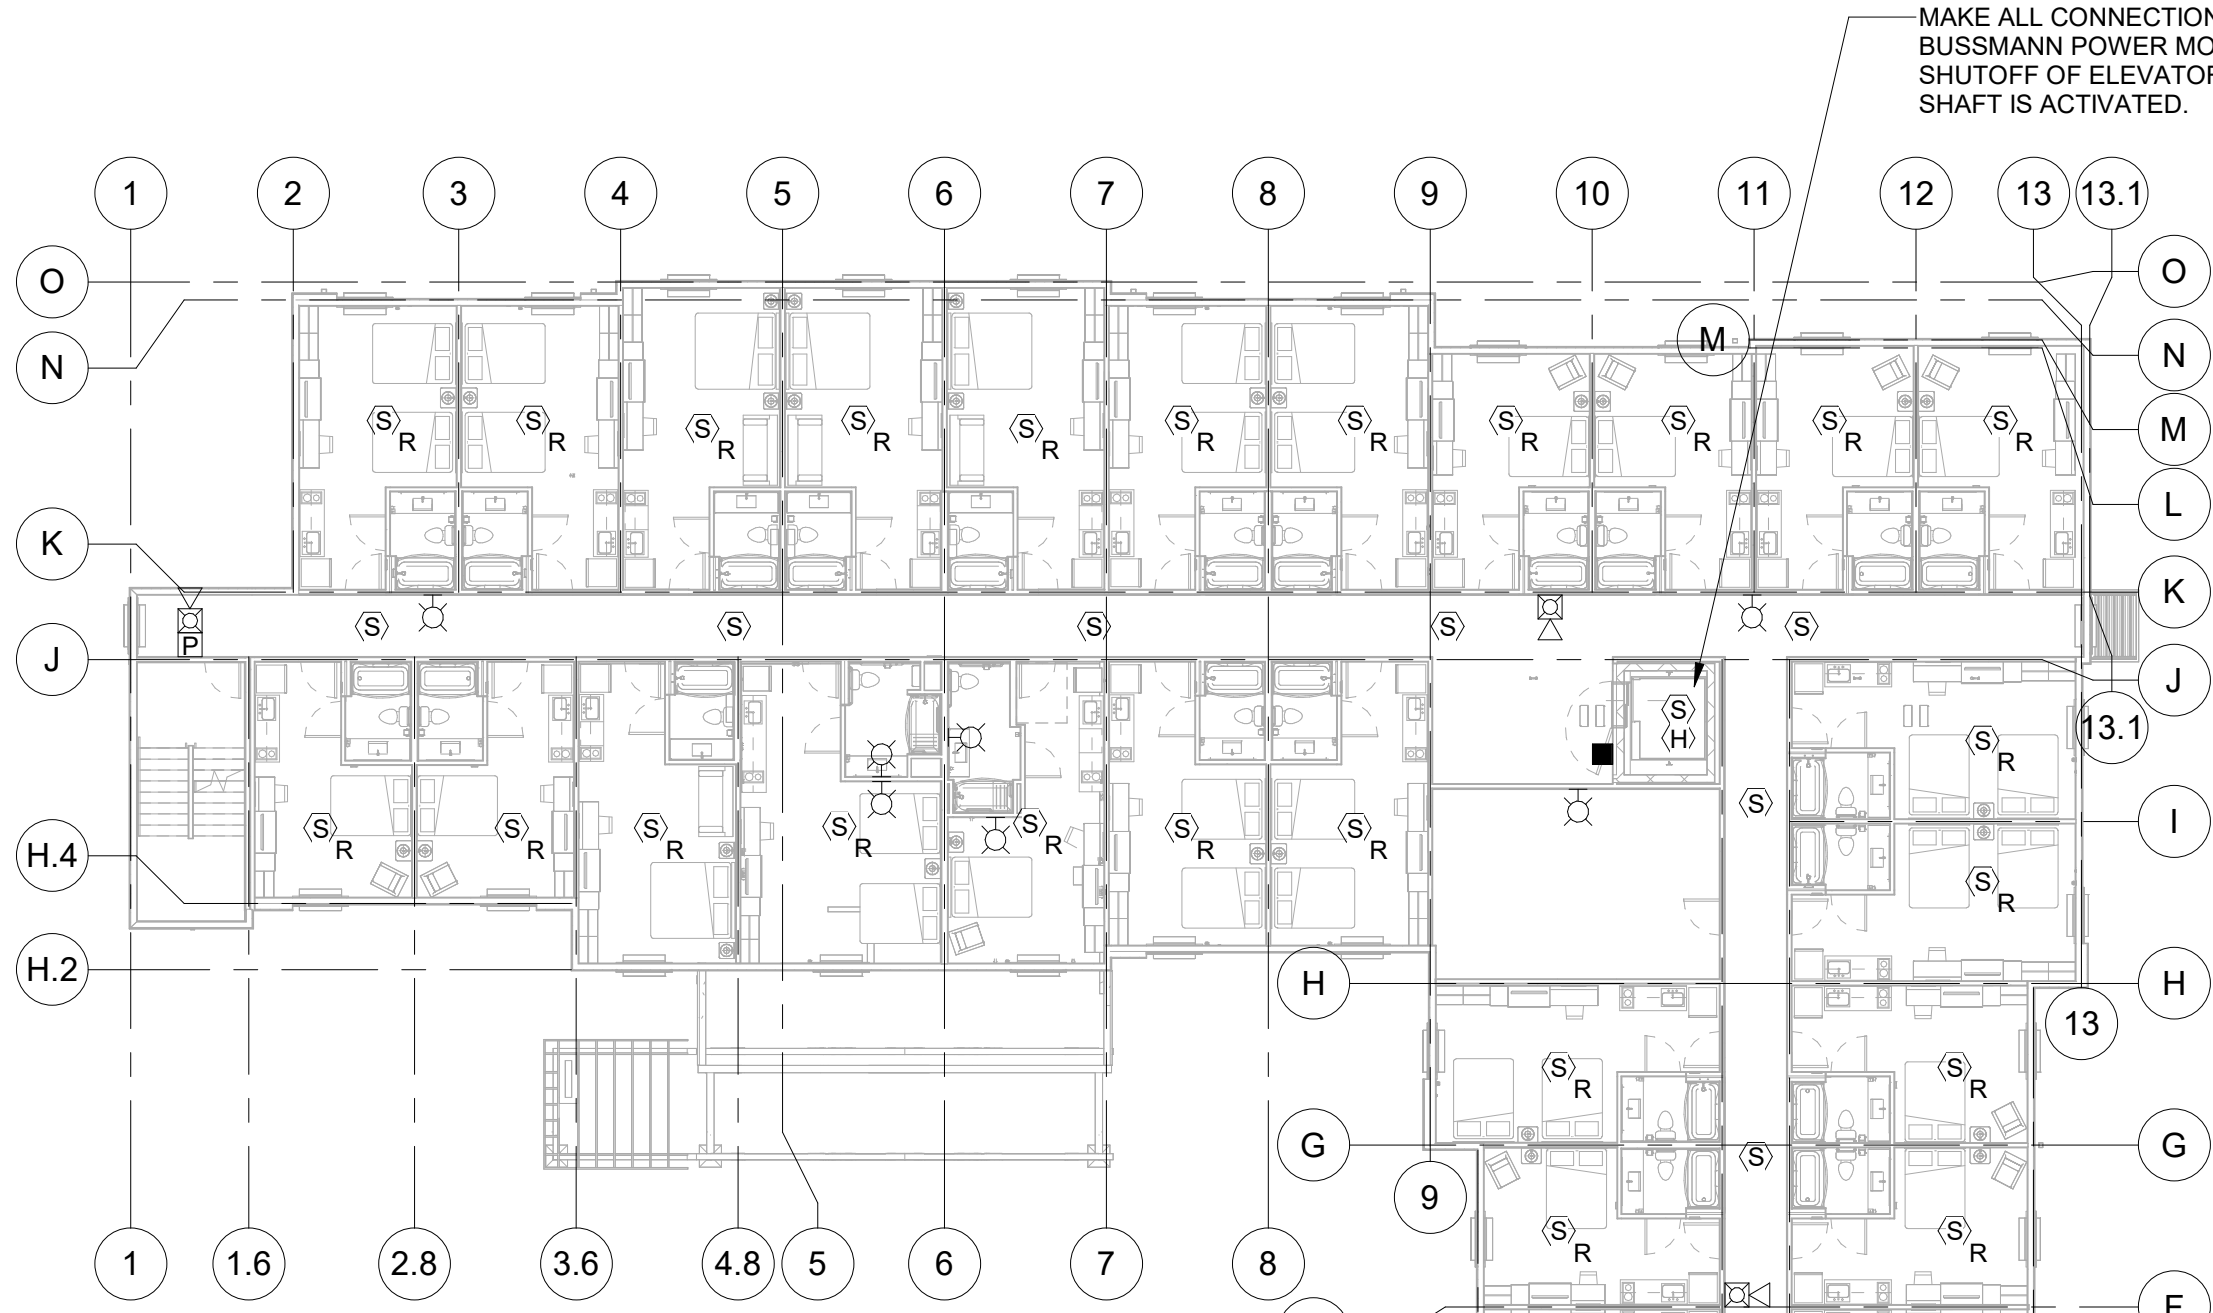 MAKE ALL CONNECTION
BUSSMANN POWER MO
SHUTOFF OF ELEVATOR
SHAFT IS ACTIVATED.
1 2 3 4 5 6 7 8 9 10 11 12 13 13.1
O O
N M N
S R S R S R S R S R S R S R S R S R S R S R
M
L
K K
S S S S S
P
J J
S H
13.1
S R
S
S R S R S R S R S R S R S R
I
H.4
S R
H.2 H H
13
S R S R
G G
S
9
S R S R
1 1.6 2.8 3.6 4.8 5 6 7 8